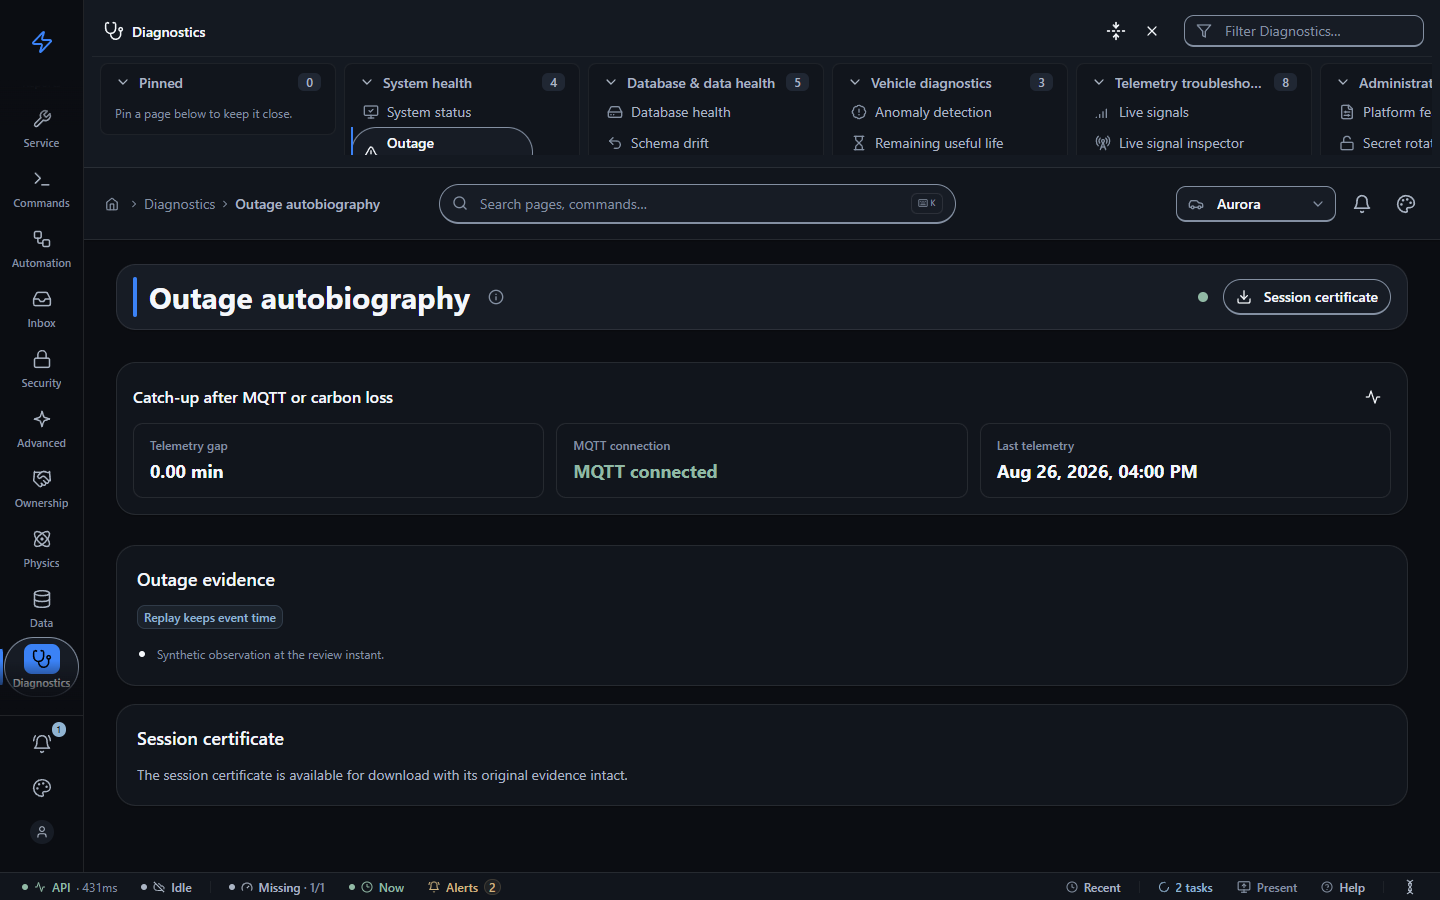 Diagnostics
Filter Diagnostics...
Pinned 0
Pin a page below to keep it close.
System health 4
System status
Outage
Database & data health 5
Database health
Schema drift
Vehicle diagnostics 3
Anomaly detection
Remaining useful life
Telemetry troublesho... 8
Live signals
Live signal inspector
Administrat
Platform fe
Secret rotat
Service
Commands
Automation
Inbox
Security
Advanced
Ownership
Physics
Data
Diagnostics
1
Diagnostics
Outage autobiography
Search pages, commands...
K
Aurora
Outage autobiography
Session certificate
Catch-up after MQTT or carbon loss
Telemetry gap
0.00 min
MQTT connection
MQTT connected
Last telemetry
Aug 26, 2026, 04:00 PM
Outage evidence
Replay keeps event time
Synthetic observation at the review instant.
Session certificate
The session certificate is available for download with its original evidence intact.
API · 431ms
Idle
Missing · 1/1
Now
Alerts 2
Recent
2 tasks
Present
Help